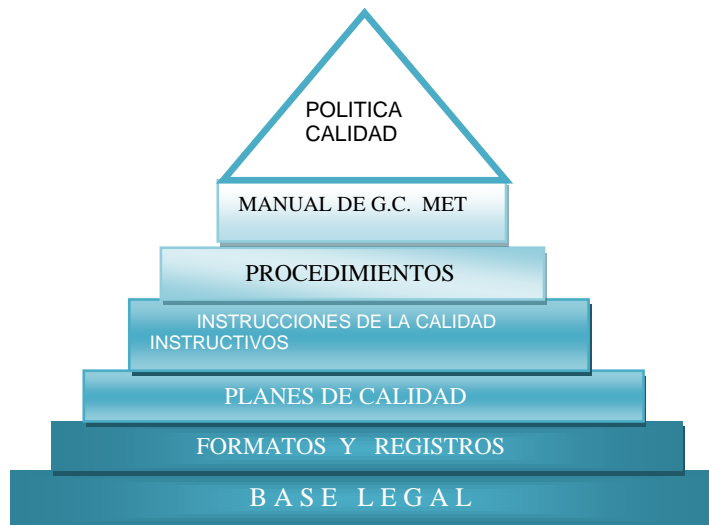 POLITICA
CALIDAD
MANUAL DE G.C. MET
PROCEDIMIENTOS
INSTRUCCIONES DE LA CALIDAD
INSTRUCTIVOS
PLANES DE CALIDAD
FORMATOS Y REGISTROS
BASE LEGAL